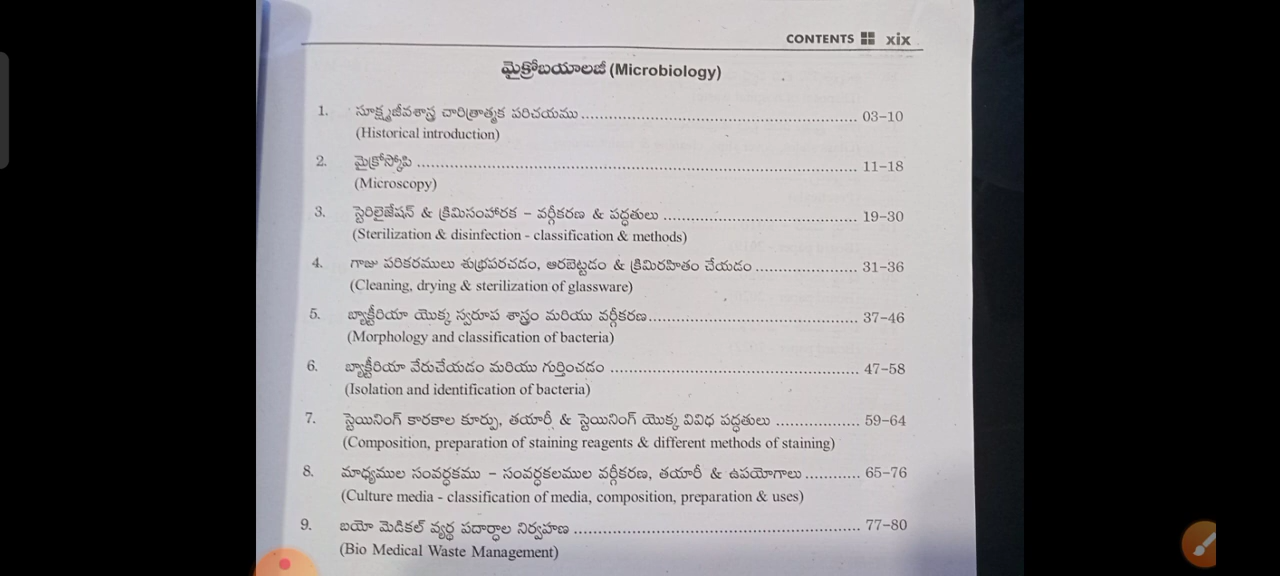 CONTENTS xix
మైక్రోబయాలజీ (Microbiology)
1. సూక్ష్మజీవశాస్త్ర చారిత్రాత్మక పరిచయము ........................................................ 03-10
(Historical introduction)
2. మైక్రోస్కోపి ........................................................................................ 11-18
(Microscopy)
3. స్టెరిలైజేషన్ & క్రిమిసంహారక - వర్గీకరణ & పద్ధతులు ....................................... 19-30
(Sterilization & disinfection - classification & methods)
4. గాజు పరికరములు శుభ్రపరచడం, ఆరబెట్టడం & క్రిమిరహితం చేయడం ..................... 31-36
(Cleaning, drying & sterilization of glassware)
5. బ్యాక్టీరియా యొక్క స్వరూప శాస్త్రం మరియు వర్గీకరణ.......................................... 37-46
(Morphology and classification of bacteria)
6. బ్యాక్టీరియా వేరుచేయడం మరియు గుర్తించడం .................................................. 47-58
(Isolation and identification of bacteria)
7. స్టెయినింగ్ కారకాల కూర్పు, తయారీ & స్టెయినింగ్ యొక్క వివిధ పద్ధతులు ................. 59-64
(Composition, preparation of staining reagents & different methods of staining)
8. మాధ్యముల సంవర్ధకము - సంవర్ధకలముల వర్గీకరణ, తయారీ & ఉపయోగాలు ........... 65-76
(Culture media - classification of media, composition, preparation & uses)
9. బయో మెడికల్ వ్యర్థ పదార్థాల నిర్వహణ .......................................................... 77-80
(Bio Medical Waste Management)